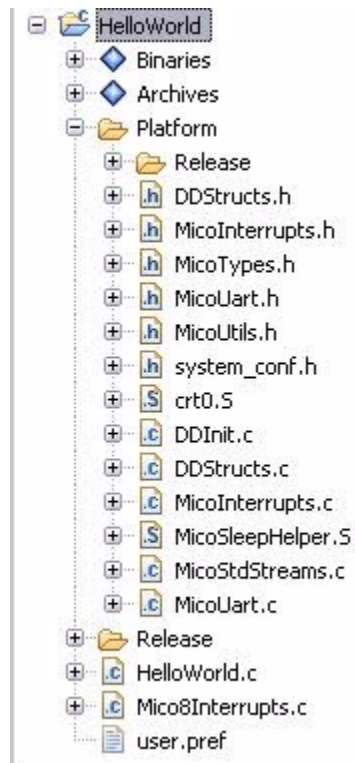 HelloWorld
Binaries
Archives
Platform
Release
.h DDStructs.h
.h MicoInterrupts.h
.h MicoTypes.h
.h MicoUart.h
.h MicoUtils.h
.h system_conf.h
.S crt0.S
.c DDInit.c
.c DDStructs.c
.c MicoInterrupts.c
.S MicoSleepHelper.S
.c MicoStdStreams.c
.c MicoUart.c
Release
.c HelloWorld.c
.c Mico8Interrupts.c
user.pref